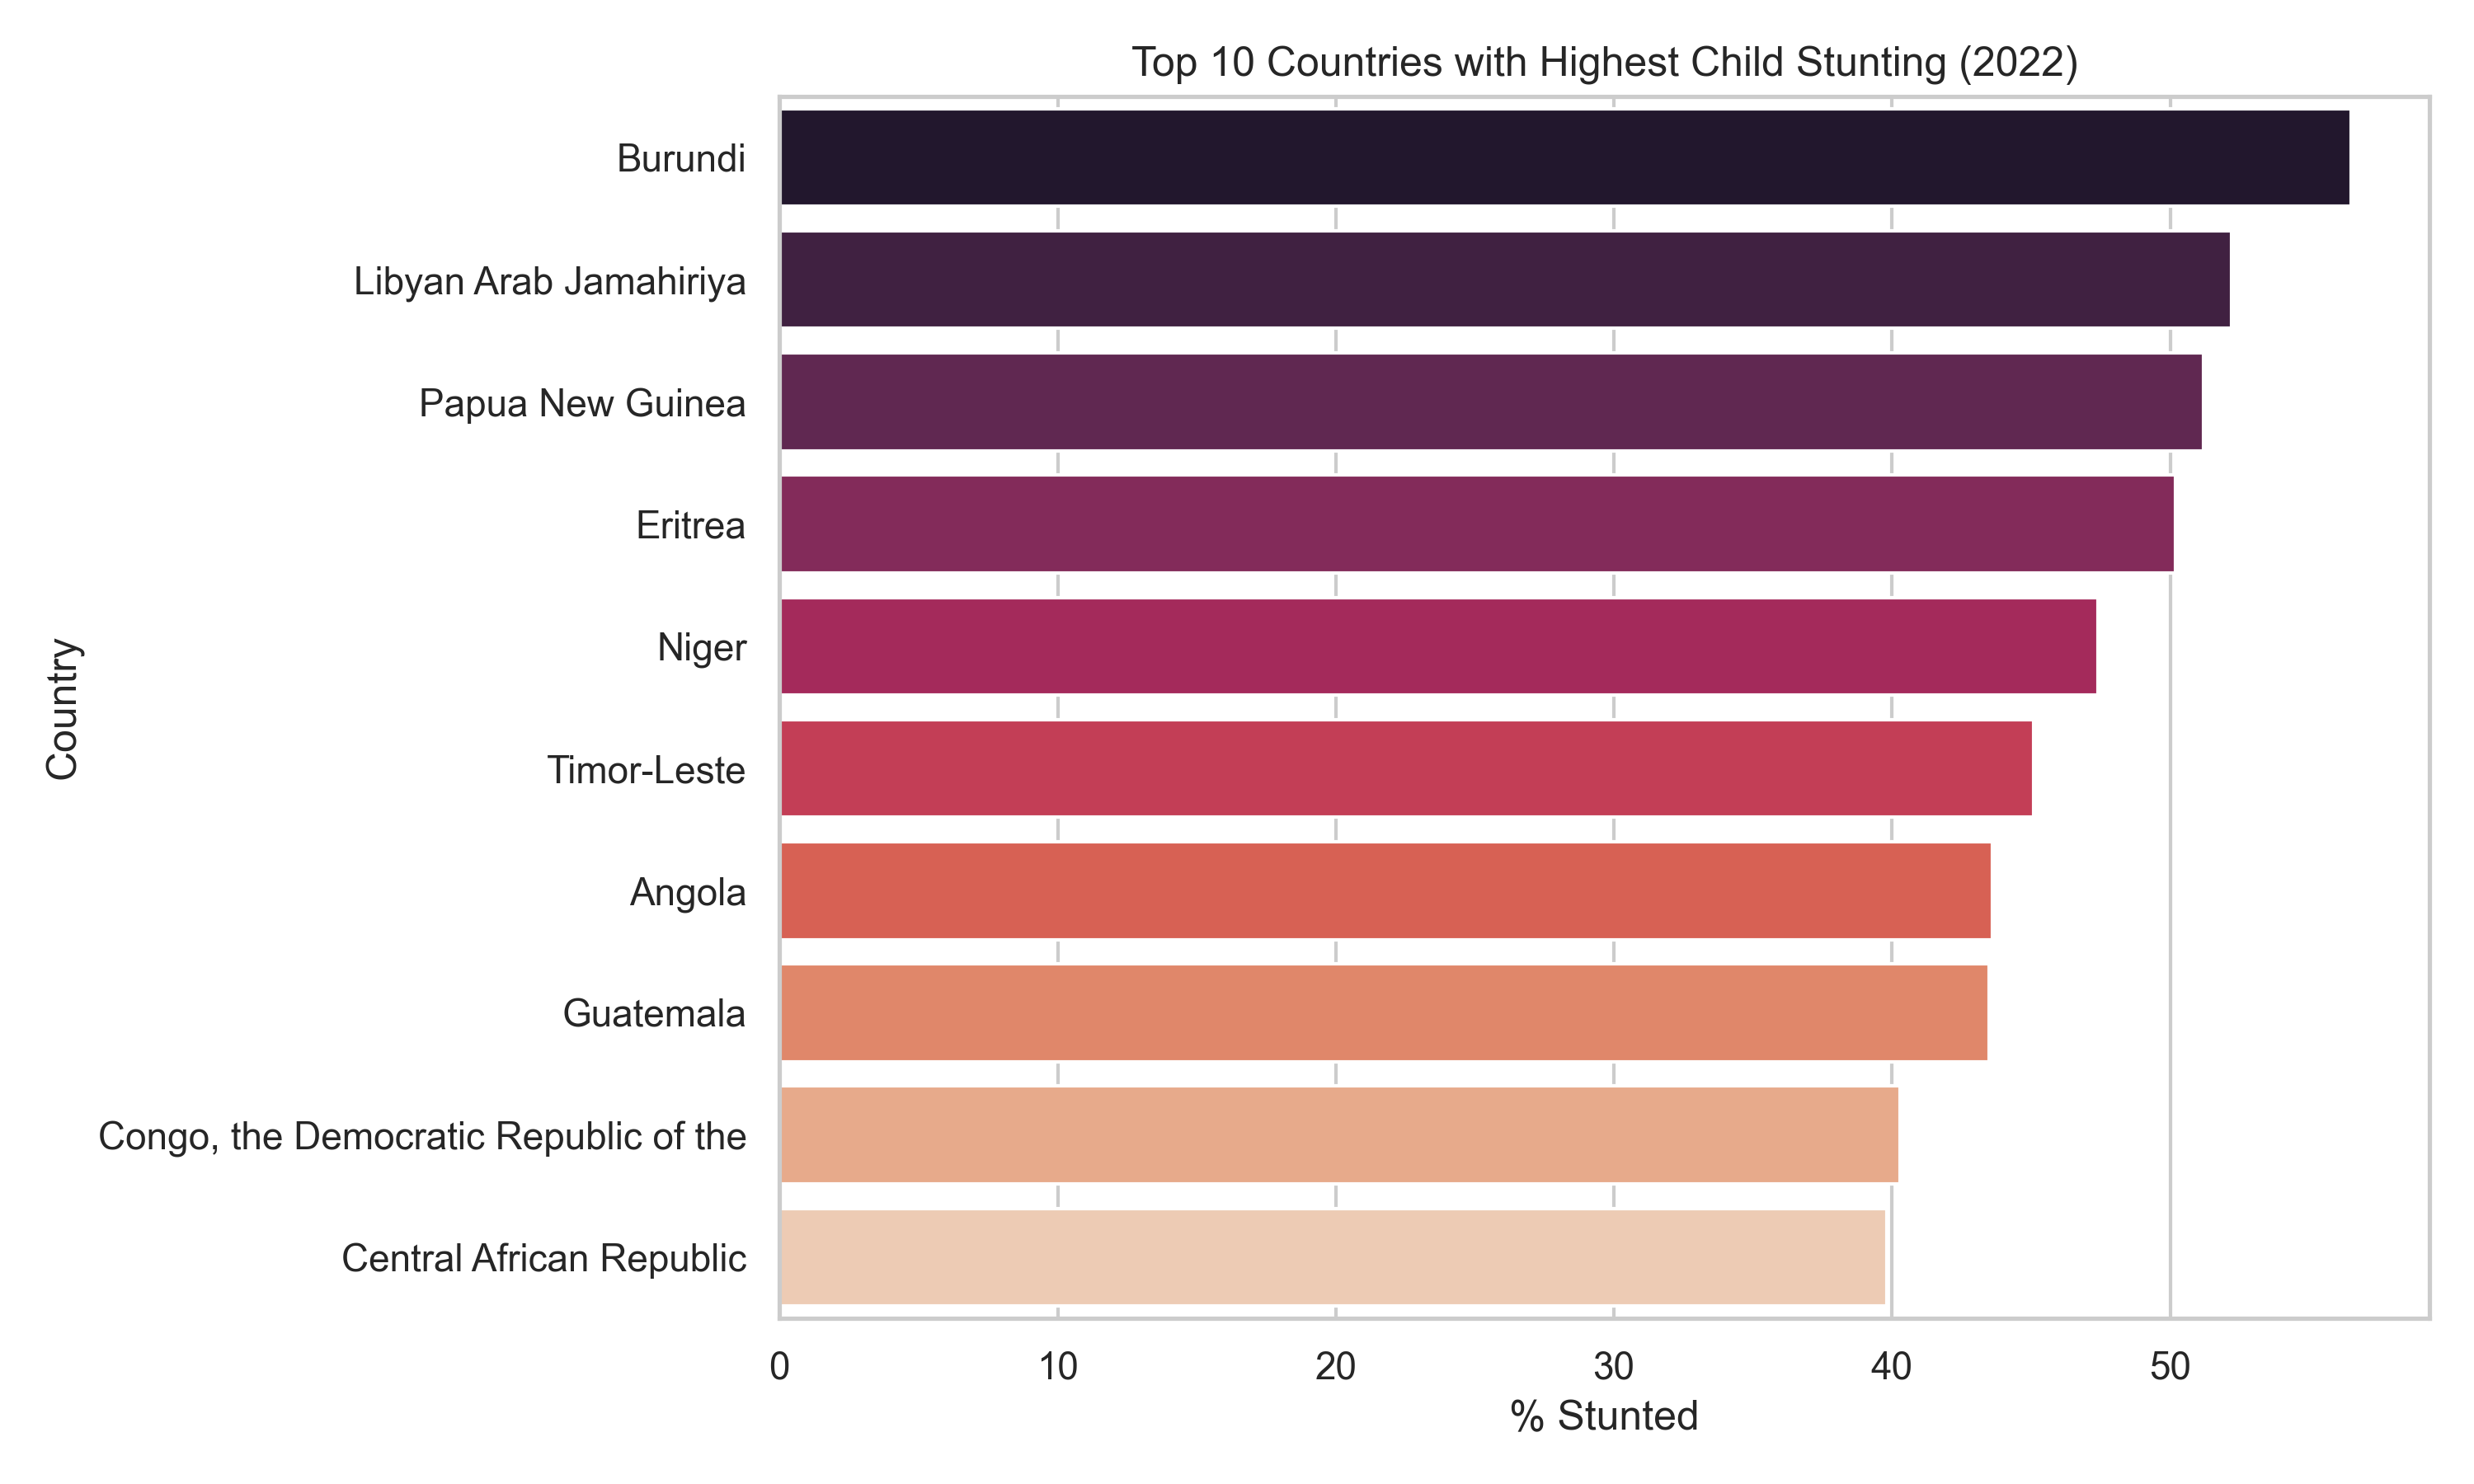 Top 10 Countries with Highest Child Stunting (2022)
Country
Burundi
Libyan Arab Jamahiriya
Papua New Guinea
Eritrea
Niger
Timor-Leste
Angola
Guatemala
Congo, the Democratic Republic of the
Central African Republic
0 10 20 30 40 50
% Stunted